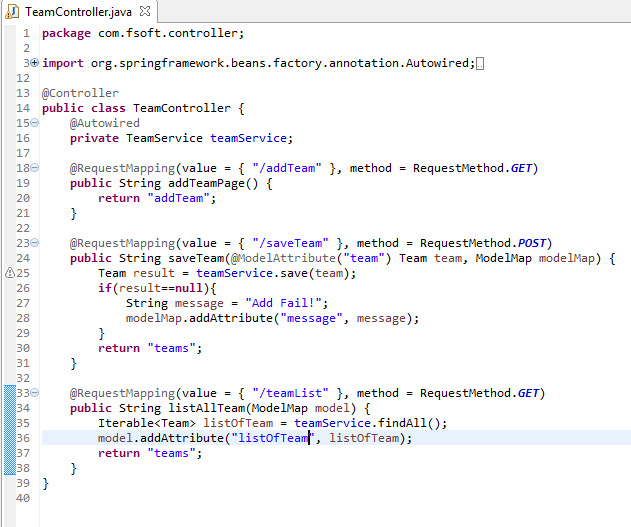 TeamController.java
1 package com.fsoft.controller;
2
3 import org.springframework.beans.factory.annotation.Autowired;
12
13 @Controller
14 public class TeamController {
15 @Autowired
16 private TeamService teamService;
17
18 @RequestMapping(value = { "/addTeam" }, method = RequestMethod.GET)
19 public String addTeamPage() {
20 return "addTeam";
21 }
22
23 @RequestMapping(value = { "/saveTeam" }, method = RequestMethod.POST)
24 public String saveTeam(@ModelAttribute("team") Team team, ModelMap modelMap) {
25 Team result = teamService.save(team);
26 if(result==null){
27 String message = "Add Fail!";
28 modelMap.addAttribute("message", message);
29 }
30 return "teams";
31 }
32
33 @RequestMapping(value = { "/teamList" }, method = RequestMethod.GET)
34 public String listAllTeam(ModelMap model) {
35 Iterable<Team> listOfTeam = teamService.findAll();
36 model.addAttribute("listOfTeam", listOfTeam);
37 return "teams";
38 }
39 }
40